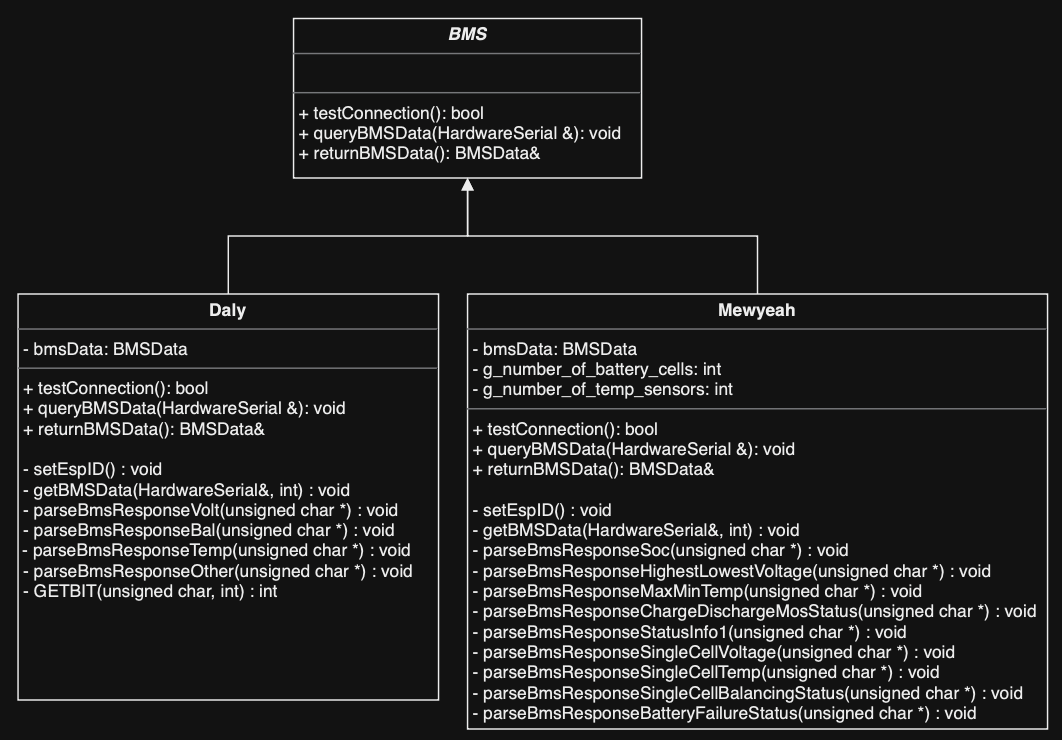 BMS
+ testConnection(): bool
+ queryBMSData(HardwareSerial &): void
+ returnBMSData(): BMSData&
Daly
- bmsData: BMSData
+ testConnection(): bool
+ queryBMSData(HardwareSerial &): void
+ returnBMSData(): BMSData&
- setEspID() : void
- getBMSData(HardwareSerial&, int) : void
- parseBmsResponseVolt(unsigned char *) : void
- parseBmsResponseBal(unsigned char *) : void
- parseBmsResponseTemp(unsigned char *) : void
- parseBmsResponseOther(unsigned char *) : void
- GETBIT(unsigned char, int) : int
Mewyeah
- bmsData: BMSData
- g_number_of_battery_cells: int
- g_number_of_temp_sensors: int
+ testConnection(): bool
+ queryBMSData(HardwareSerial &): void
+ returnBMSData(): BMSData&
- setEspID() : void
- getBMSData(HardwareSerial&, int) : void
- parseBmsResponseSoc(unsigned char *) : void
- parseBmsResponseHighestLowestVoltage(unsigned char *) : void
- parseBmsResponseMaxMinTemp(unsigned char *) : void
- parseBmsResponseChargeDischargeMosStatus(unsigned char *) : void
- parseBmsResponseStatusInfo1(unsigned char *) : void
- parseBmsResponseSingleCellVoltage(unsigned char *) : void
- parseBmsResponseSingleCellTemp(unsigned char *) : void
- parseBmsResponseSingleCellBalancingStatus(unsigned char *) : void
- parseBmsResponseBatteryFailureStatus(unsigned char *) : void